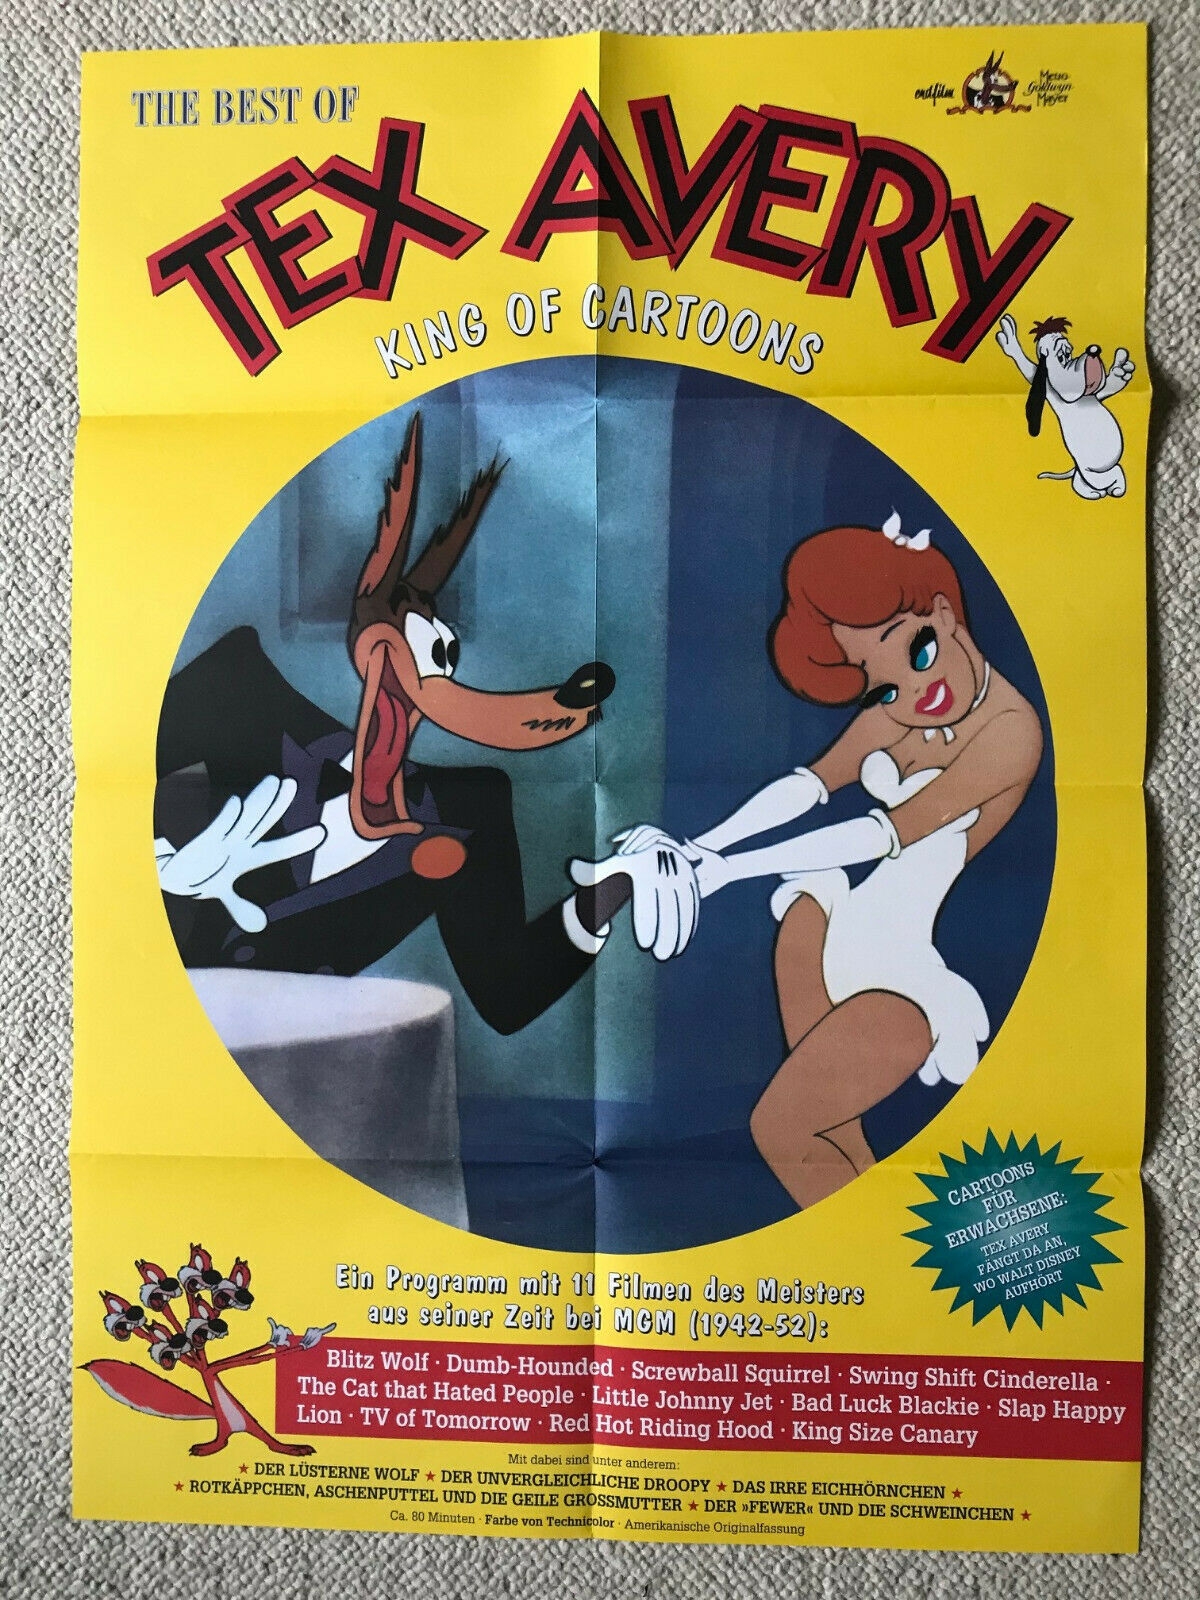 THE BEST OF
erdfilm
Metro
Goldwyn
Mayer
TEX AVERY
KING OF CARTOONS
CARTOONS
FÜR
ERWACHSENE:
TEX AVERY
FÄNGT DA AN,
WO WALT DISNEY
AUFHÖRT
Ein Programm mit 11 Filmen des Meisters
aus seiner Zeit bei MGM (1942-52):
Blitz Wolf · Dumb-Hounded · Screwball Squirrel · Swing Shift Cinderella ·
The Cat that Hated People · Little Johnny Jet · Bad Luck Blackie · Slap Happy
Lion · TV of Tomorrow · Red Hot Riding Hood · King Size Canary
Mit dabei sind unter anderem:
★ DER LÜSTERNE WOLF ★ DER UNVERGLEICHLICHE DROOPY ★ DAS IRRE EICHHÖRNCHEN ★
★ ROTKÄPPCHEN, ASCHENPUTTEL UND DIE GEILE GROSSMUTTER ★ DER »FEWER« UND DIE SCHWEINCHEN ★
Ca. 80 Minuten · Farbe von Technicolor · Amerikanische Originalfassung